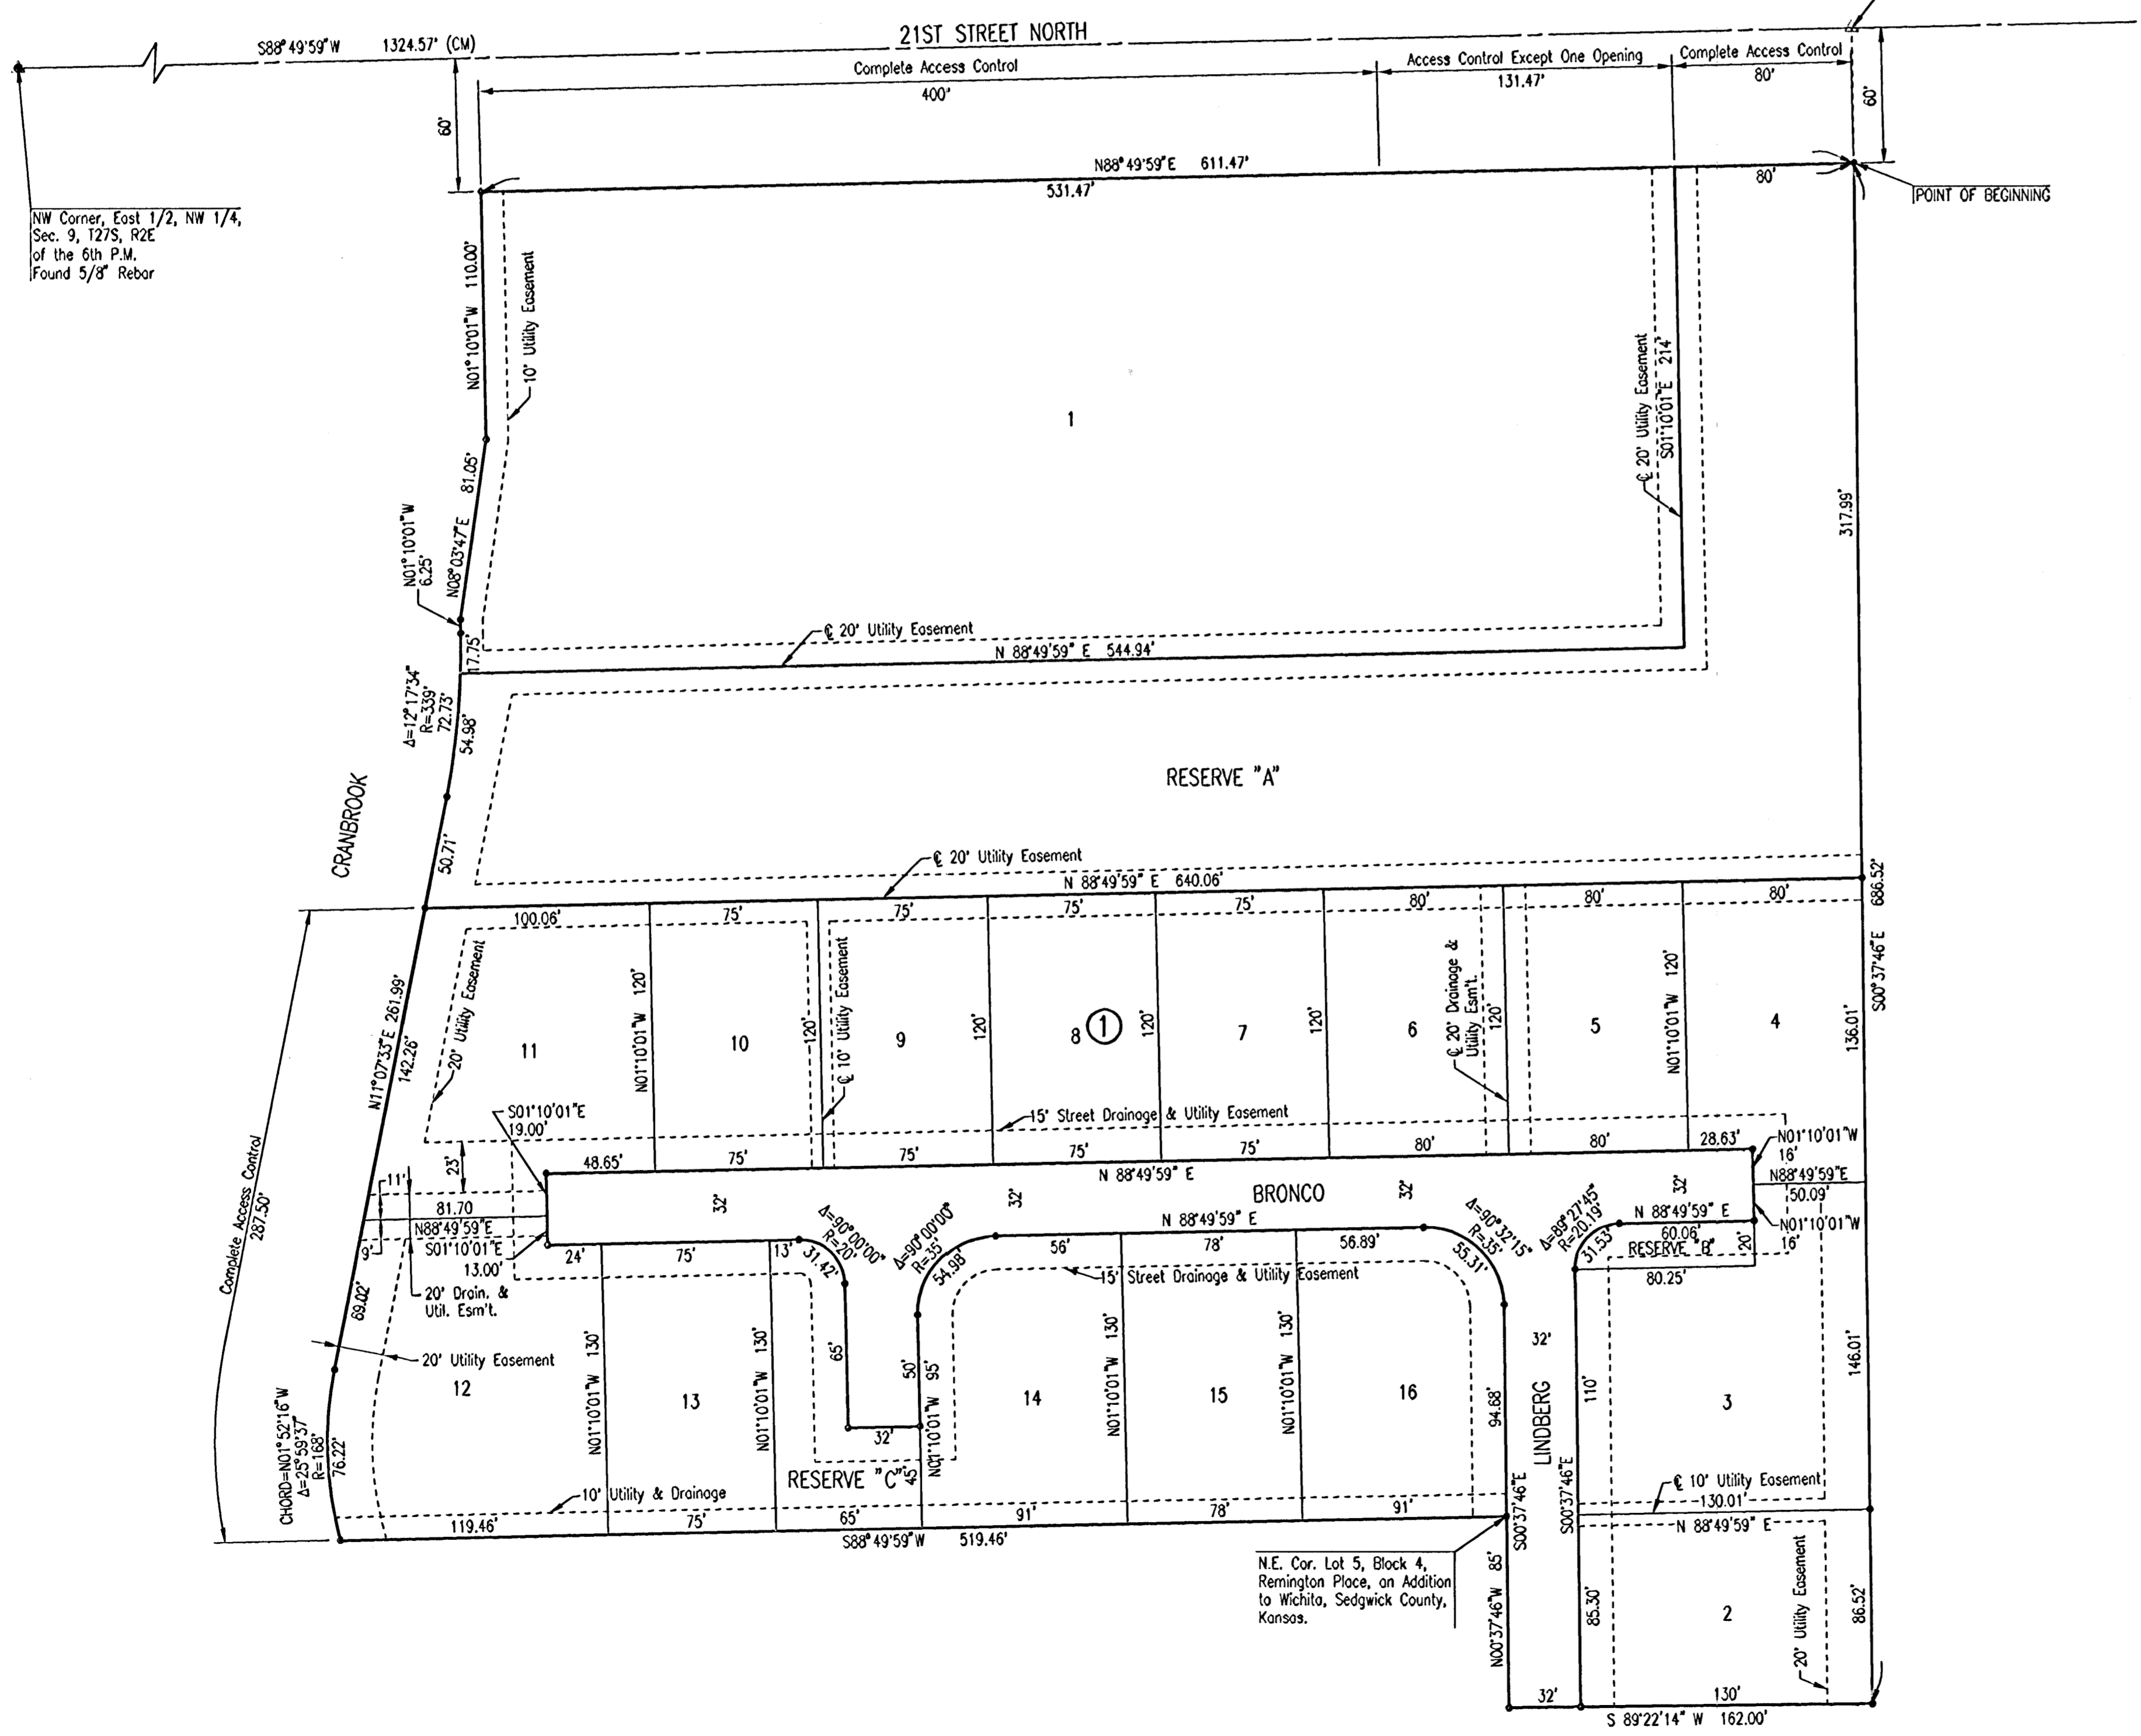 21ST STREET NORTH
S88°49'59"W 1324.57' (CM)
Complete Access Control
400'
Access Control Except One Opening
131.47'
Complete Access Control
80'
60'
60'
N88°49'59"E 611.47'
531.47'
80'
POINT OF BEGINNING
NW Corner, East 1/2, NW 1/4,
Sec. 9, T27S, R2E
of the 6th P.M.
Found 5/8" Rebar
N01°10'01"W 110.00'
10' Utility Easement
1
℄ 20' Utility Easement
S01°10'01"E 214'
317.99'
81.05'
N08°03'47"E
N01°10'01"W
6.25'
17.75'
℄ 20' Utility Easement
N 88°49'59" E 544.94'
Δ=12°17'34"
R=339'
72.73'
54.98'
RESERVE "A"
CRANBROOK
50.71'
℄ 20' Utility Easement
N 88°49'59" E 640.06'
686.52'
S00°37'46"E
100.06'
75'
75'
75'
75'
80'
80'
80'
20' Utility Easement
N01°10'01"W 120'
120'
℄ 10' Utility Easement
120'
120'
120'
℄ 20' Drainage &
Utility Esm't.
120'
N01°10'01"W 120'
136.01'
11
10
9
8
1
7
6
5
4
N11°07'33"E 261.99'
142.26'
Complete Access Control
287.50'
S01°10'01"E
19.00'
15' Street Drainage & Utility Easement
23'
48.65'
75'
75'
75'
75'
80'
80'
28.63'
N01°10'01"W
16'
N 88°49'59" E
11'
81.70
N88°49'59"E
S01°10'01"E
13.00'
9'
32'
32'
BRONCO
32'
32'
N88°49'59"E
50.09'
N01°10'01"W
16'
24'
75'
13'
31.42'
Δ=90°00'00"
R=20'
Δ=90°00'00"
R=35'
54.98'
N 88°49'59" E
56'
78'
56.89'
Δ=90°32'15"
R=35'
55.31'
Δ=89°27'45"
R=20.19'
31.53'
N 88°49'59" E
60.06'
RESERVE "B"
20'
80.25'
20' Drain. &
Util. Esm't.
15' Street Drainage & Utility Easement
69.02'
20' Utility Easement
12
N01°10'01"W 130'
13
N01°10'01"W 130'
65'
32'
50'
N01°10'01"W 95'
14
N01°10'01"W 130'
15
N01°10'01"W 130'
16
94.68'
32'
LINDBERG
110'
3
146.01'
CHORD=N01°52'16"W
Δ=25°59'37"
R=168'
76.22'
RESERVE "C"
45'
10' Utility & Drainage
S00°37'46"E
S00°37'46"E
℄ 10' Utility Easement
130.01'
N 88°49'59" E
119.46'
75'
65'
91'
78'
91'
S88°49'59"W 519.46'
N.E. Cor. Lot 5, Block 4,
Remington Place, an Addition
to Wichita, Sedgwick County,
Kansas.
N00°37'46"W 85'
85.30'
2
20' Utility Easement
86.52'
32'
130'
S 89°22'14" W 162.00'